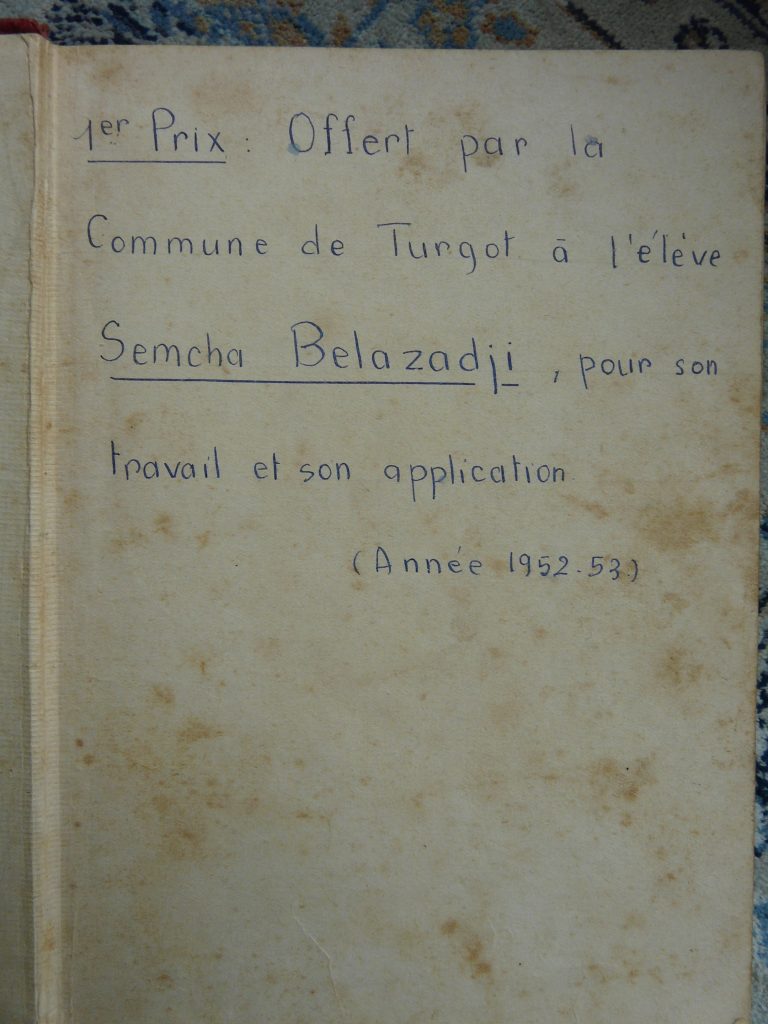 1er Prix : Offert par la
Commune de Turgot à l'élève
Semcha Belazadji, pour son
travail et son application
(Année 1952-53)